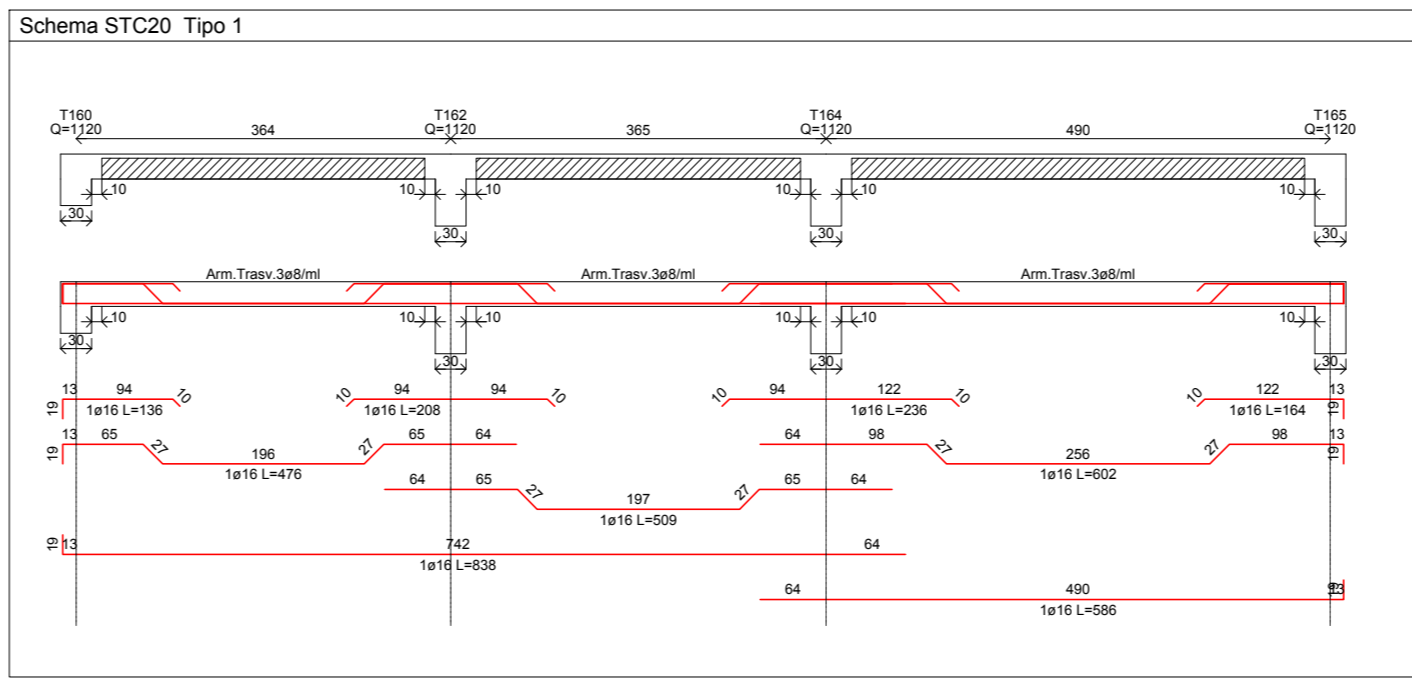 Schema STC20 Tipo 1
T160 T162 T164 T165
Q=1120 364 Q=1120 365 Q=1120 490 Q=1120
10 10 10 10 10 10
30 30 30 30
Arm.Trasv.3ø8/ml Arm.Trasv.3ø8/ml Arm.Trasv.3ø8/ml
10 10 10 10 10 10
30 30 30 30
13 94 10 10 94 94 10 10 94 122 10 10 122 13
19 1ø16 L=136 1ø16 L=208 1ø16 L=236 1ø16 L=164 19
13 65 27 27 65 64 64 98 27 27 98 13
19 196 256 19
1ø16 L=476 1ø16 L=602
64 65 27 27 65 64
197
1ø16 L=509
19 13 742 64
1ø16 L=838
64 490 19 13
1ø16 L=586